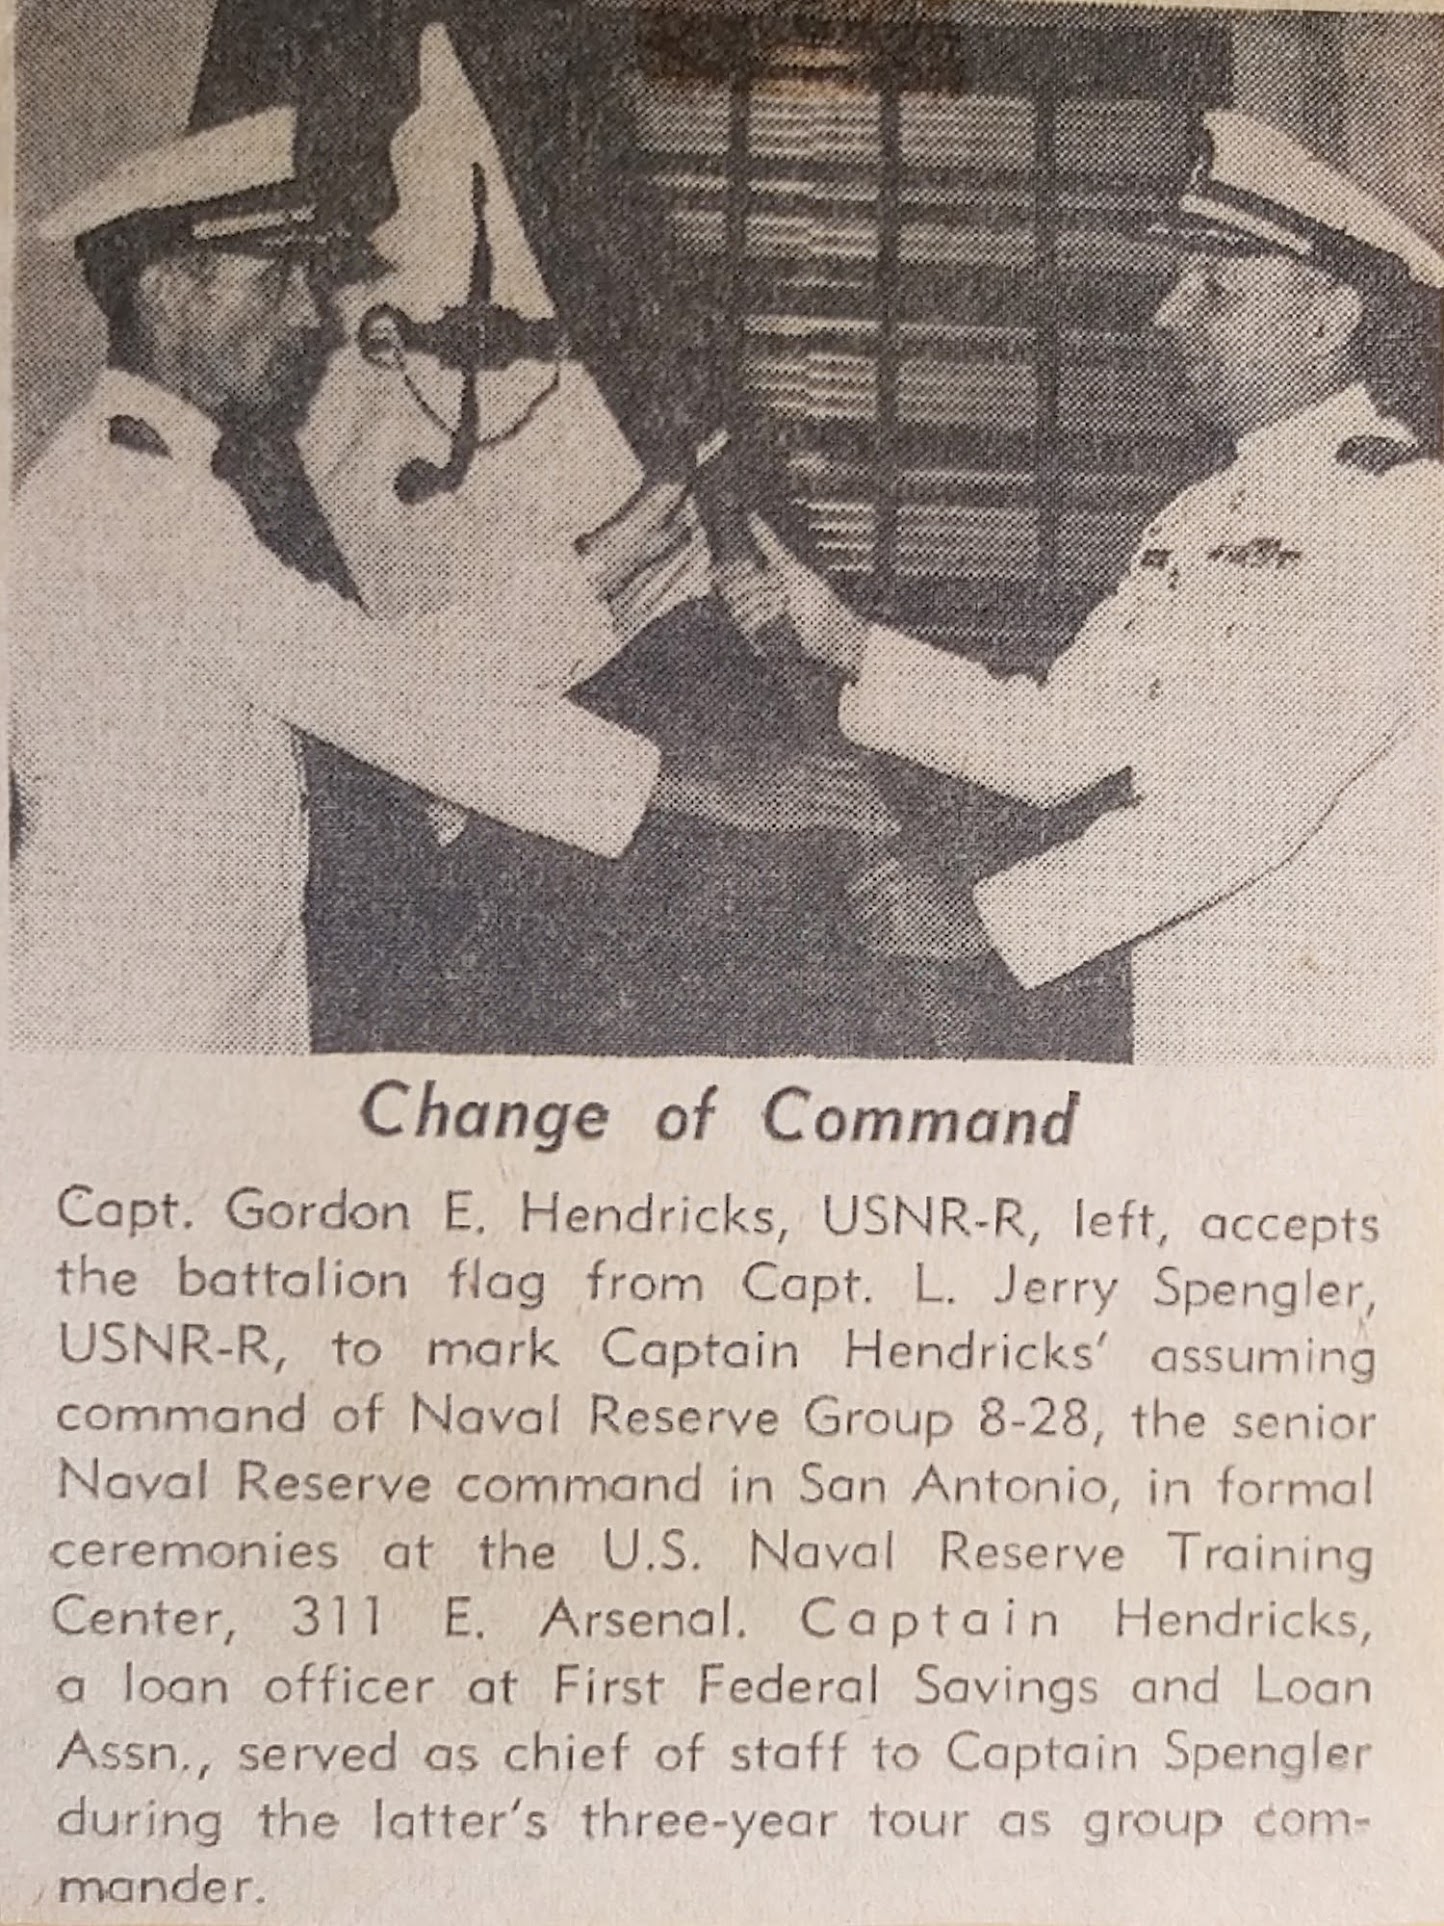 Change of Command
Capt. Gordon E. Hendricks, USNR-R, left, accepts
the battalion flag from Capt. L. Jerry Spengler,
USNR-R, to mark Captain Hendricks' assuming
command of Naval Reserve Group 8-28, the senior
Naval Reserve command in San Antonio, in formal
ceremonies at the U.S. Naval Reserve Training
Center, 311 E. Arsenal. Captain Hendricks,
a loan officer at First Federal Savings and Loan
Assn., served as chief of staff to Captain Spengler
during the latter's three-year tour as group com-
mander.